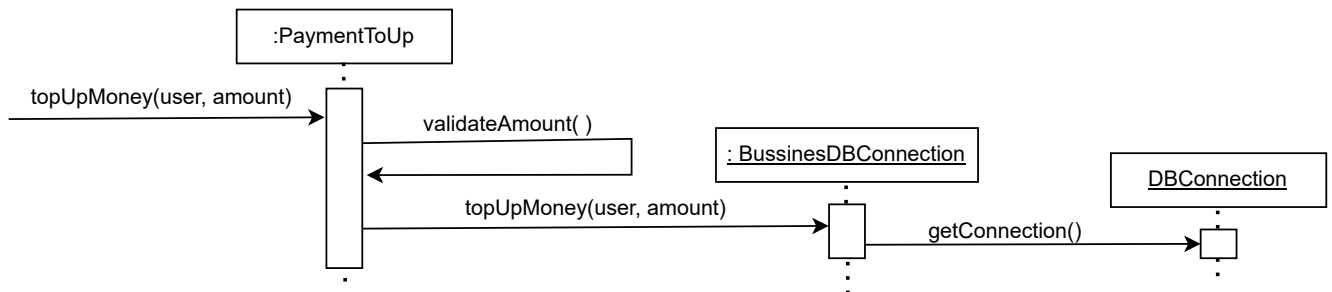 :PaymentToUp
topUpMoney(user, amount)
validateAmount( )
: BussinesDBConnection
DBConnection
topUpMoney(user, amount)
getConnection()